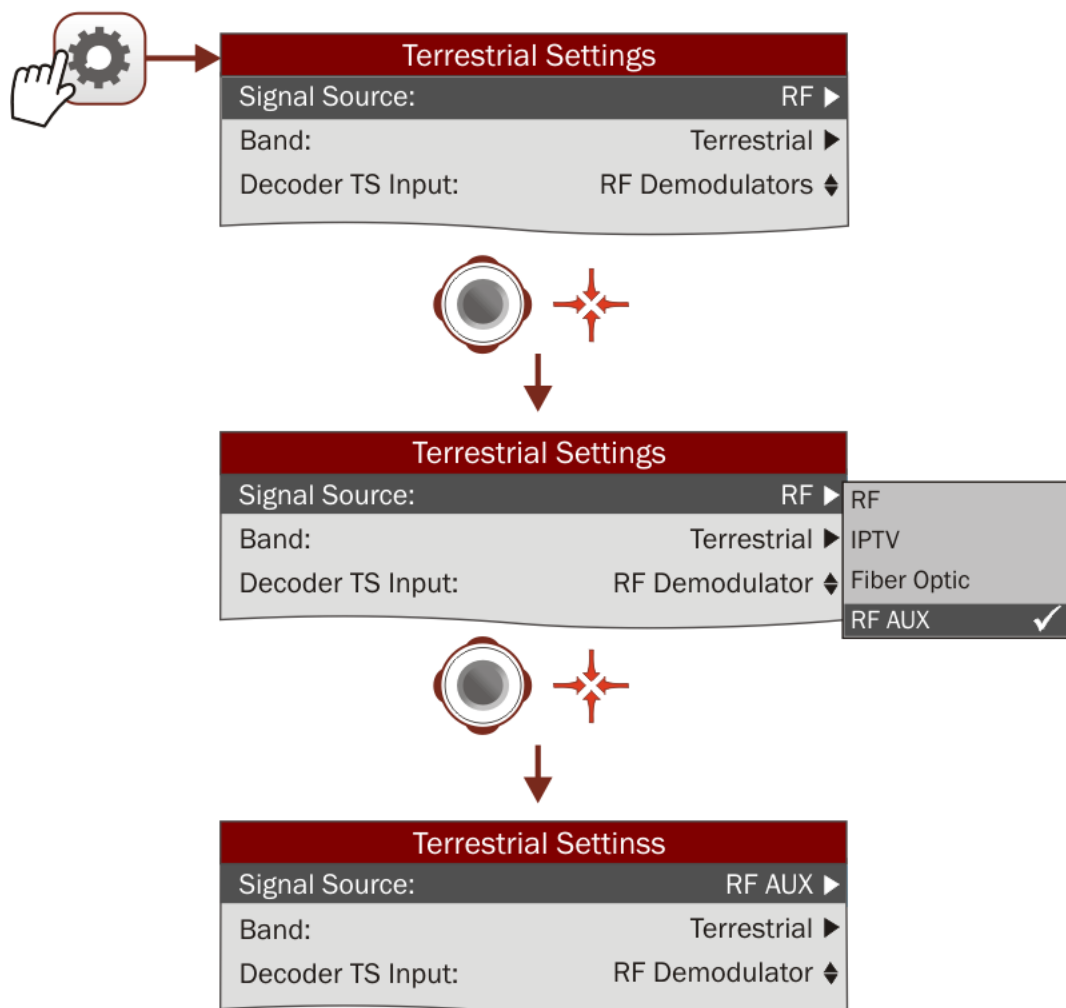 Terrestrial Settings
Signal Source: RF
Band: Terrestrial
Decoder TS Input: RF Demodulators
Terrestrial Settings
Signal Source: RF
Band: Terrestrial
Decoder TS Input: RF Demodulator
RF
IPTV
Fiber Optic
RF AUX
Terrestrial Settinss
Signal Source: RF AUX
Band: Terrestrial
Decoder TS Input: RF Demodulator